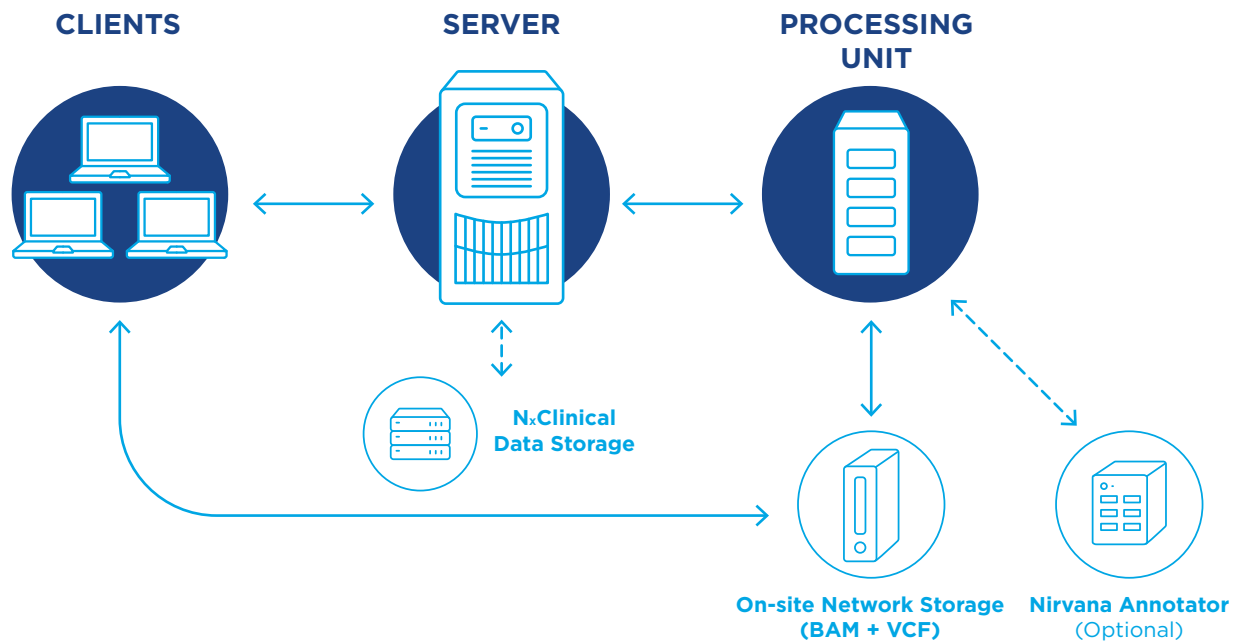 CLIENTS
SERVER
PROCESSING
UNIT
NxClinical
Data Storage
On-site Network Storage
(BAM + VCF)
Nirvana Annotator
(Optional)